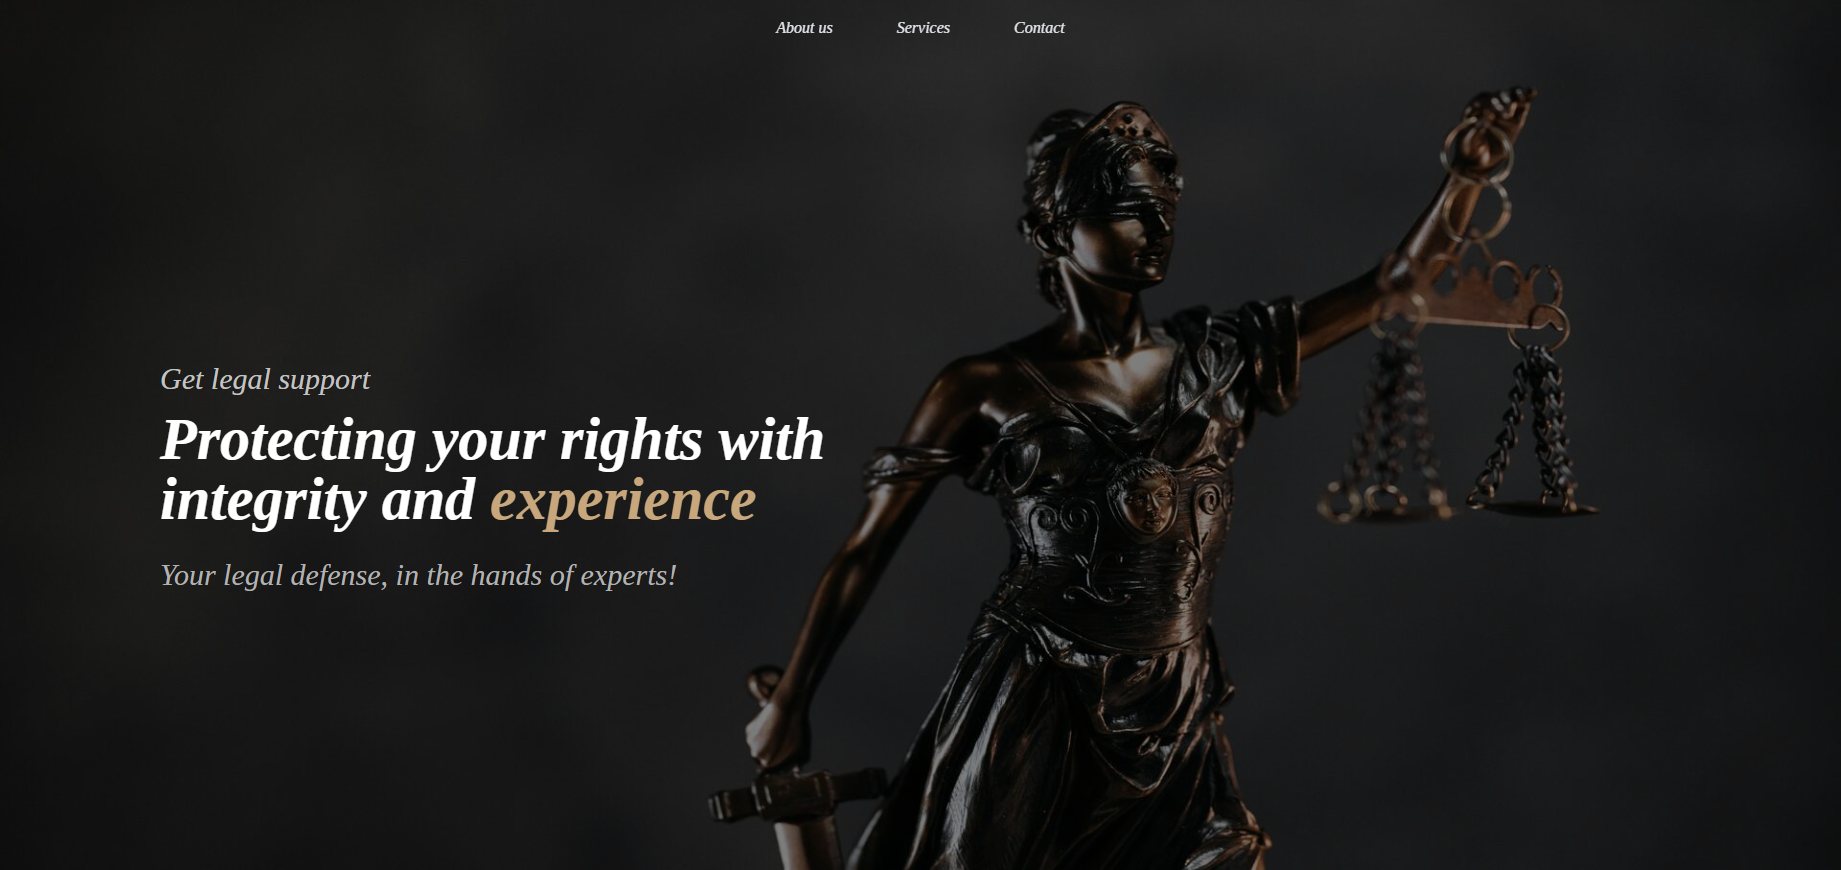 About us Services Contact
Get legal support
Protecting your rights with
integrity and experience
Your legal defense, in the hands of experts!